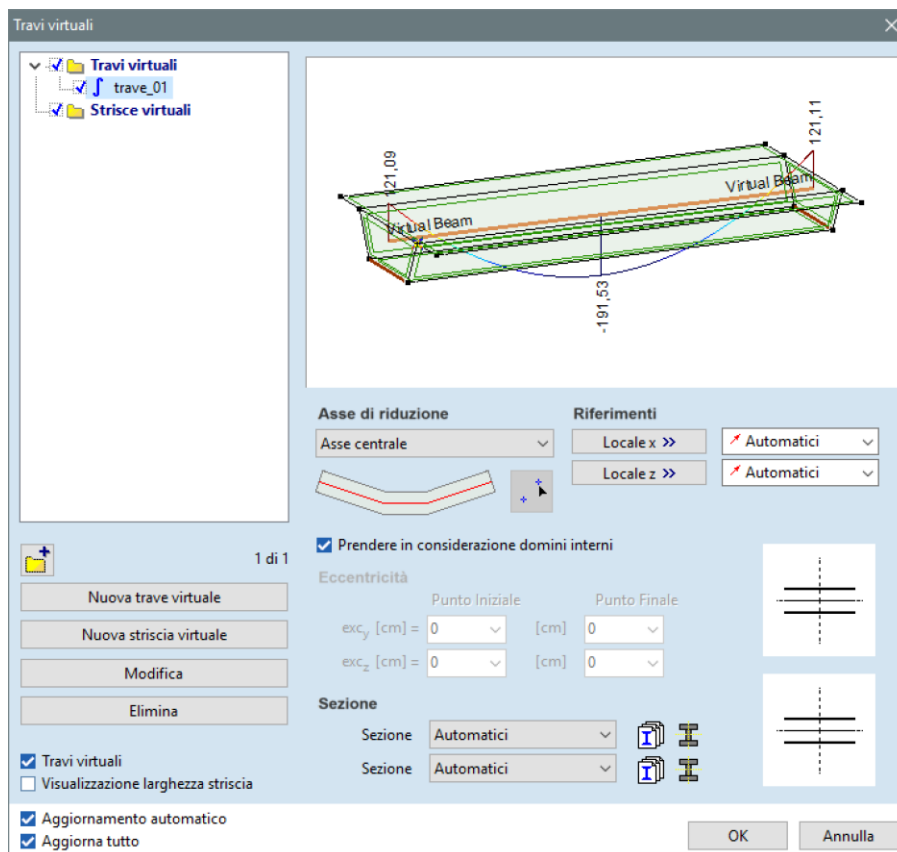 Travi virtuali
Travi virtuali
trave_01
Strisce virtuali
121,11
121,09
Virtual Beam
Virtual Beam
-191,53
Asse di riduzione
Riferimenti
Asse centrale
Locale x >>
Automatici
Locale z >>
Automatici
Prendere in considerazione domini interni
1 di 1
Eccentricità
Nuova trave virtuale
Punto Iniziale
Punto Finale
Nuova striscia virtuale
excy [cm] = 0
[cm] 0
Modifica
excz [cm] = 0
[cm] 0
Elimina
Sezione
Sezione
Automatici
Travi virtuali
Sezione
Automatici
Visualizzazione larghezza striscia
Aggiornamento automatico
Aggiorna tutto
OK
Annulla